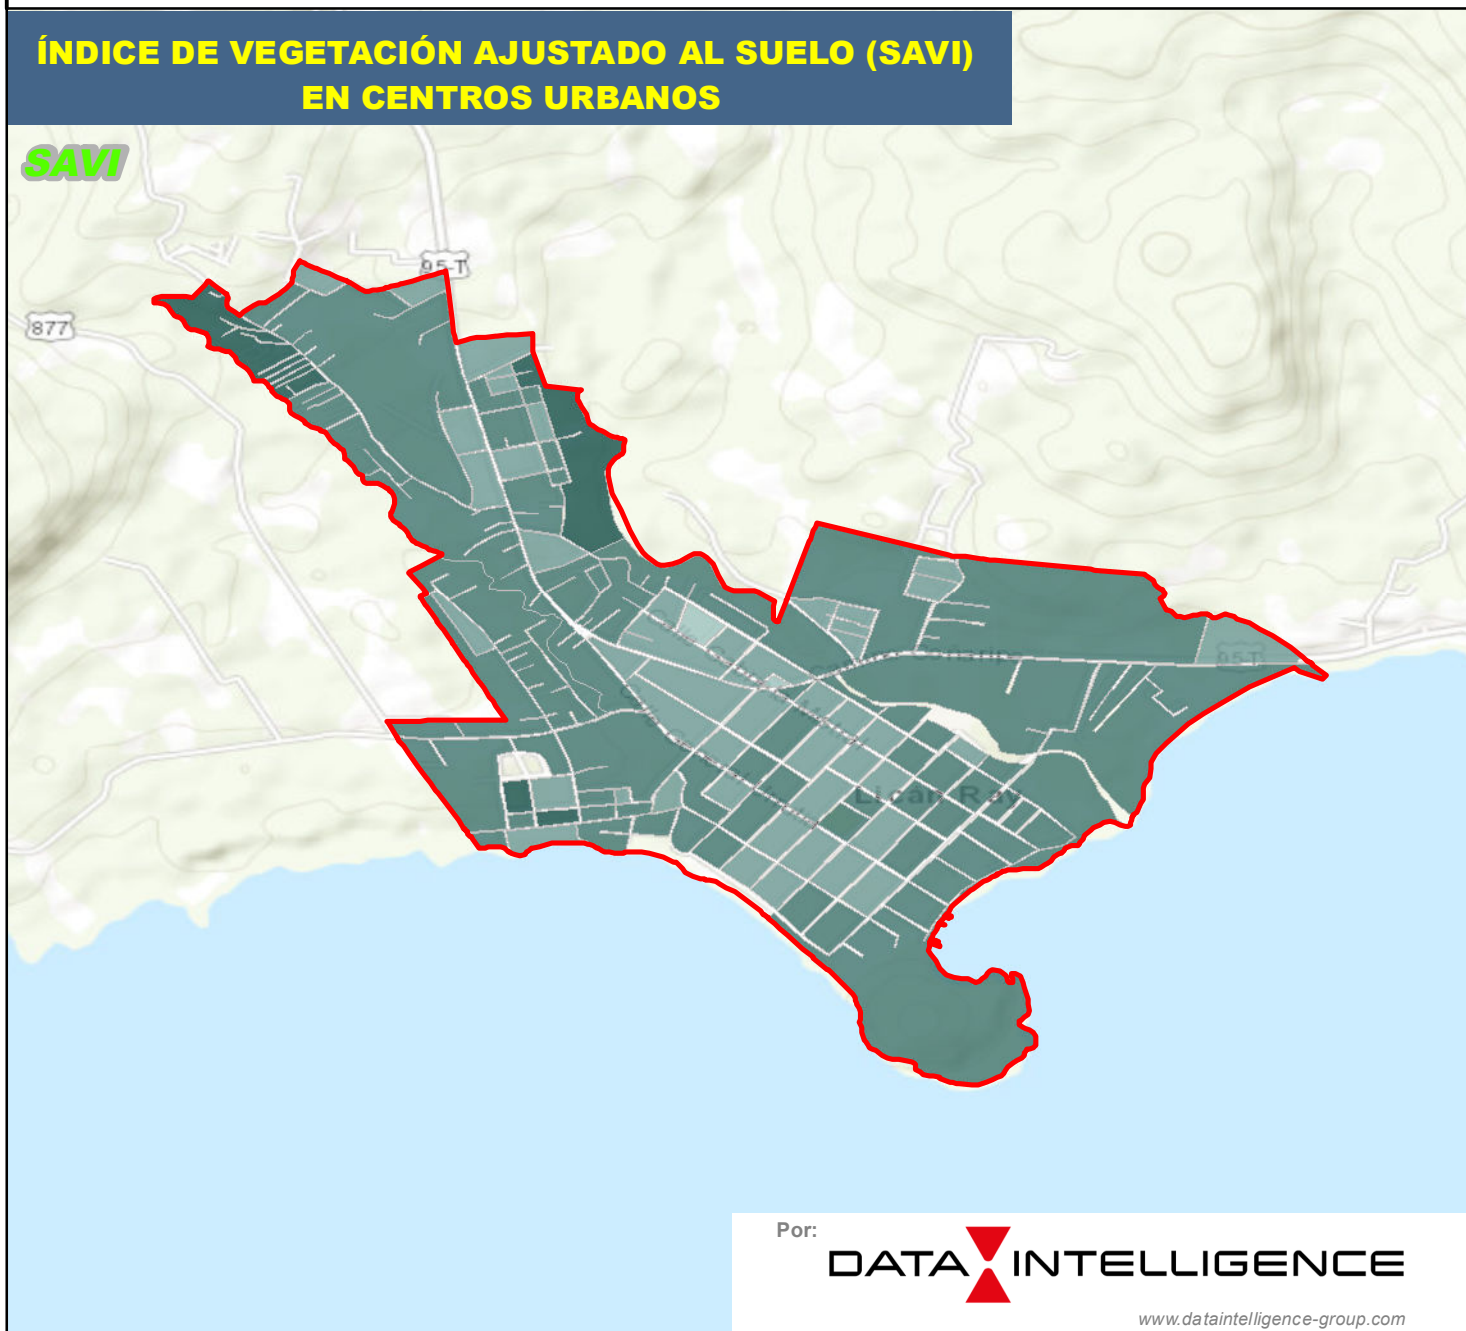 ÍNDICE DE VEGETACIÓN AJUSTADO AL SUELO (SAVI)
EN CENTROS URBANOS
SAVI
95-T
877
95-T
Licán Ray
Por:
DATA INTELLIGENCE
www.dataintelligence-group.com